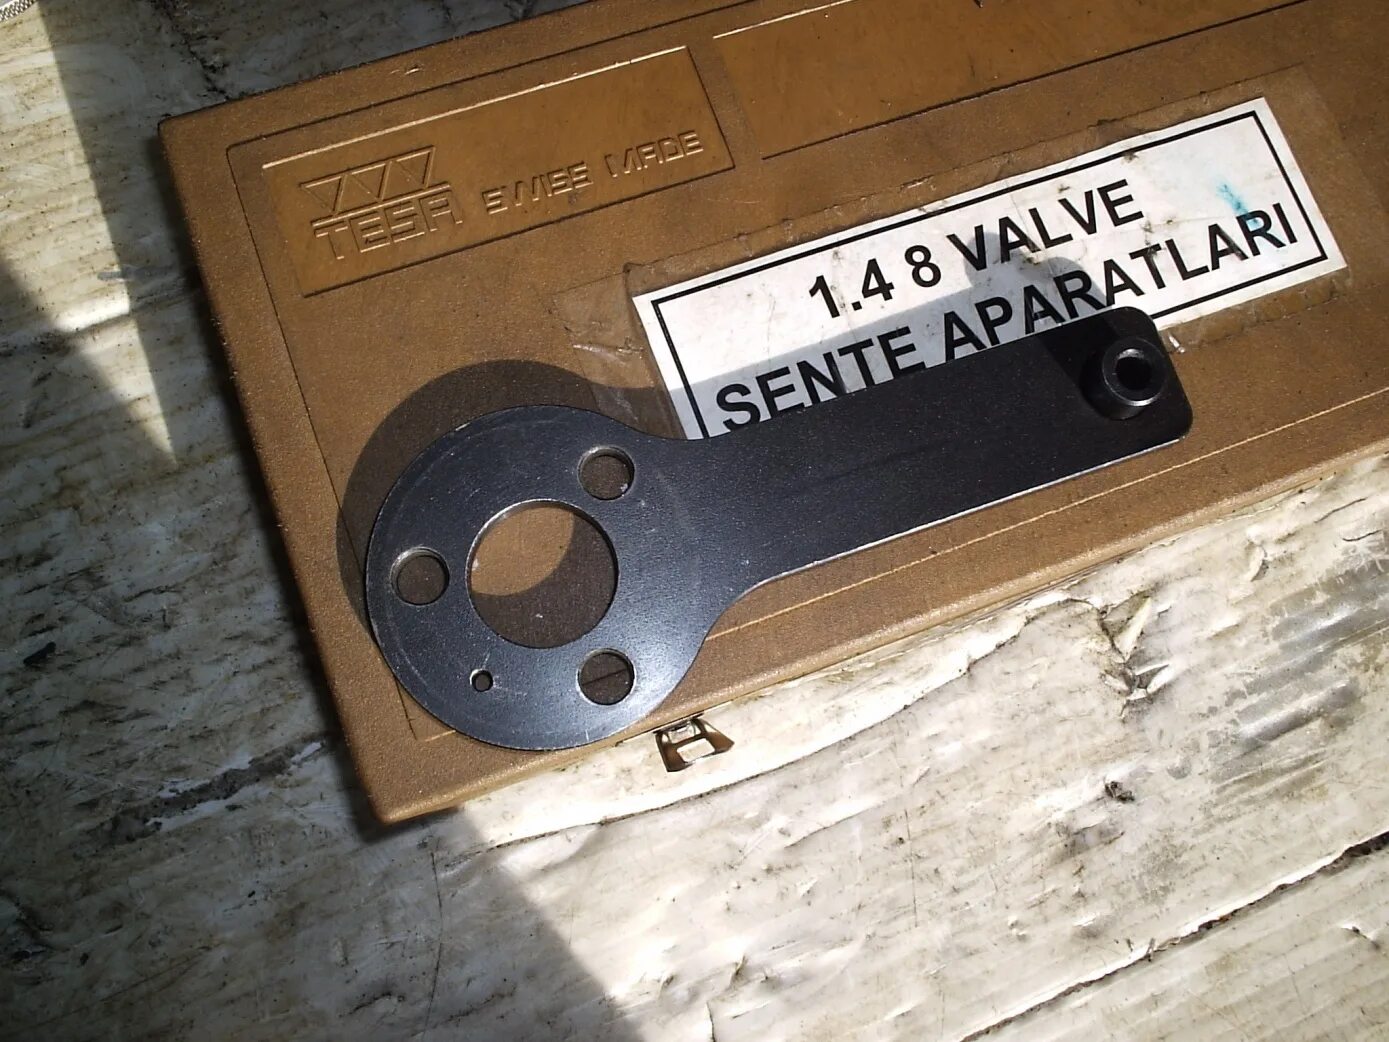 TESA SWISS MADE
1.4 8 VALVE
SENTE APARATLARI